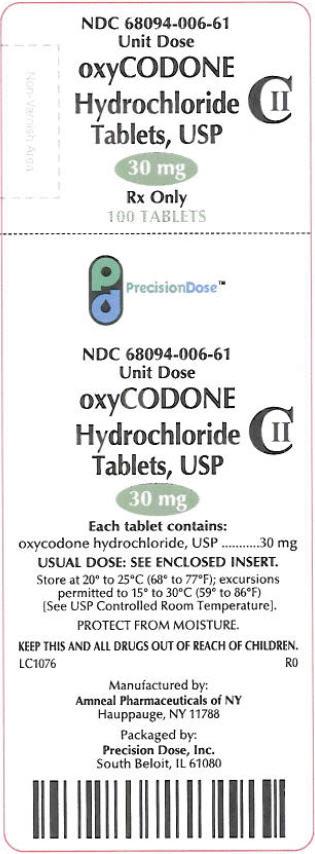 NDC 68094-006-61
Unit Dose
oxyCODONE
Hydrochloride CII
Tablets, USP
30 mg
Rx Only
100 TABLETS
Non-Varnish Area
pd PrecisionDose™
NDC 68094-006-61
Unit Dose
oxyCODONE
Hydrochloride CII
Tablets, USP
30 mg
Each tablet contains:
oxycodone hydrochloride, USP ...........30 mg
USUAL DOSE: SEE ENCLOSED INSERT.
Store at 20° to 25°C (68° to 77°F); excursions
permitted to 15° to 30°C (59° to 86°F)
[See USP Controlled Room Temperature].
PROTECT FROM MOISTURE.
KEEP THIS AND ALL DRUGS OUT OF REACH OF CHILDREN.
LC1076 R0
Manufactured by:
Amneal Pharmaceuticals of NY
Hauppauge, NY 11788
Packaged by:
Precision Dose, Inc.
South Beloit, IL 61080